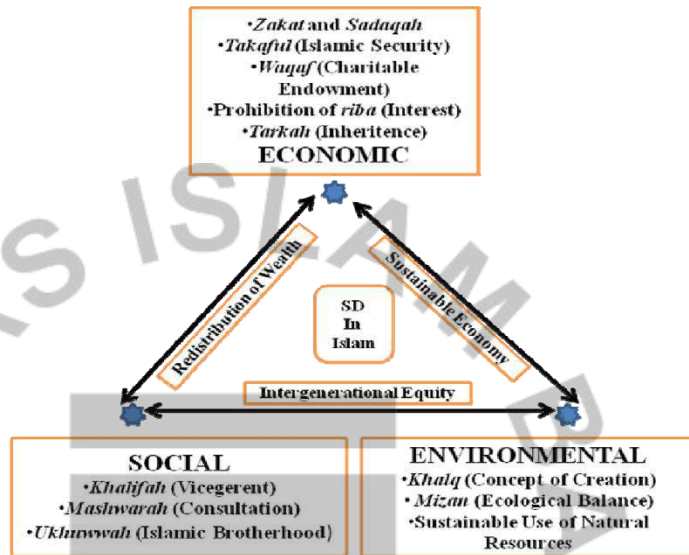 •Zakat and Sadaqah
•Takaful (Islamic Security)
•Waqaf (Charitable
Endowment)
•Prohibition of riba (Interest)
•Tarkah (Inheritence)
ECONOMIC
Redistribution of Wealth
Sustainable Economy
SD
In
Islam
Intergenerational Equity
SOCIAL
•Khalifah (Vicegerent)
•Mashwarah (Consultation)
•Ukhuwwah (Islamic Brotherhood)
ENVIRONMENTAL
•Khalq (Concept of Creation)
•Mizan (Ecological Balance)
•Sustainable Use of Natural
Resources
ISLAM